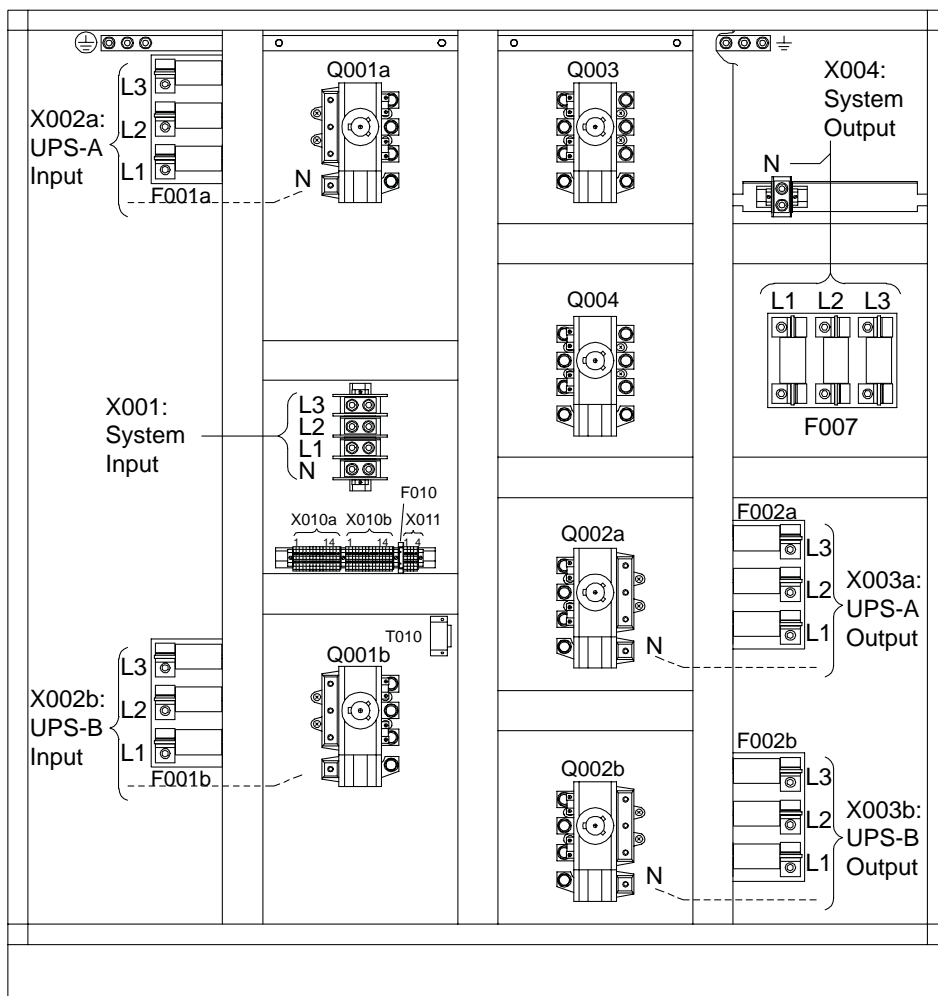 Q001a
Q003
X004:
System
Output
X002a:
UPS-A
Input
L3
L2
L1
F001a
N
N
Q004
L1 L2 L3
F007
X001:
System
Input
L3
L2
L1
N
F010
X010a X010b X011
1 14 1 14 1 4
Q002a
N
F002a
L3
L2
L1
X003a:
UPS-A
Output
T010
Q001b
X002b:
UPS-B
Input
L3
L2
L1
F001b
Q002b
N
F002b
L3
L2
L1
X003b:
UPS-B
Output